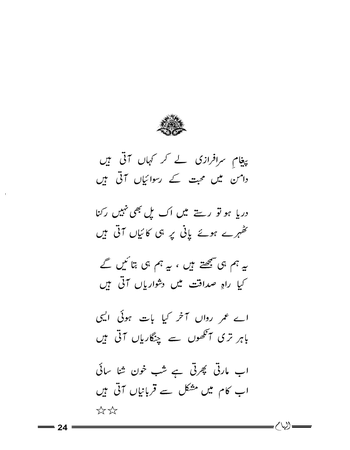 پیغامِ سرافرازی لے کر کہاں آتی ہیں
دامن میں محبت کے رسوائیاں آتی ہیں
دریا ہو تو رستے میں اک پل بھی نہیں رکنا
ٹھہرے ہوئے پانی پر ہی کائیاں آتی ہیں
یہ ہم ہی سمجھتے ہیں ، یہ ہم ہی بتائیں گے
کیا راہِ صداقت میں دشواریاں آتی ہیں
اے عمر رواں آخر کیا بات ہوئی ایسی
باہر تری آنکھوں سے چنگاریاں آتی ہیں
اب مارتی پھرتی ہے شب خون شنا سائی
اب کام میں مشکل سے قربانیاں آتی ہیں
☆☆
24